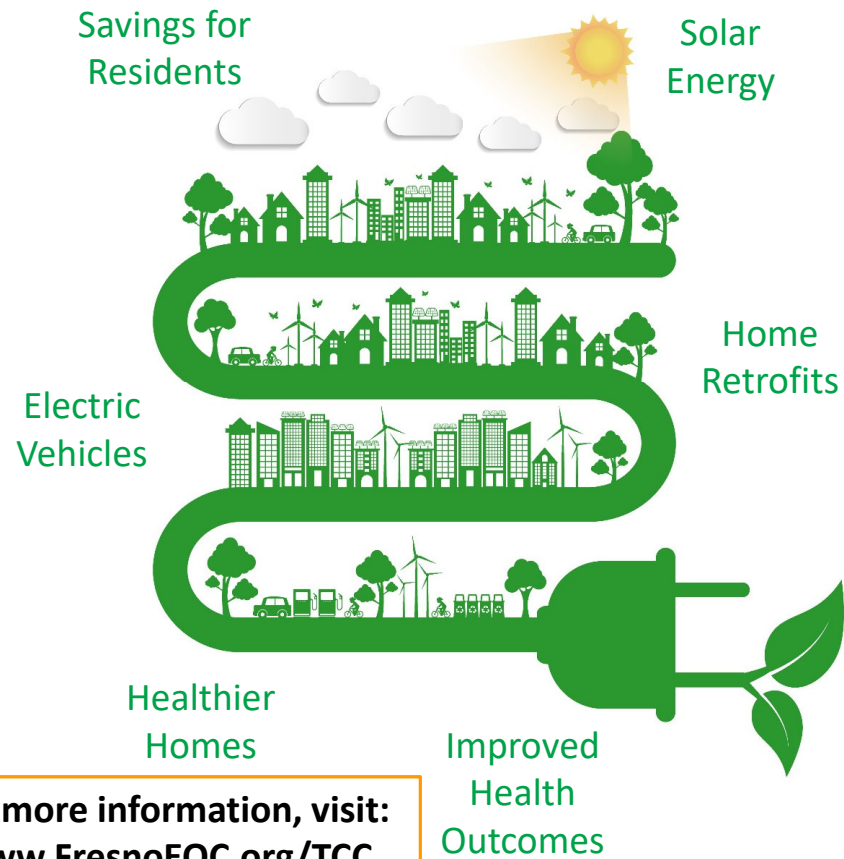 Savings for
Residents
Solar
Energy
Home
Retrofits
Electric
Vehicles
Healthier
Homes
Improved
Health
Outcomes
more information, visit:
FresnoEOC.org/TCC